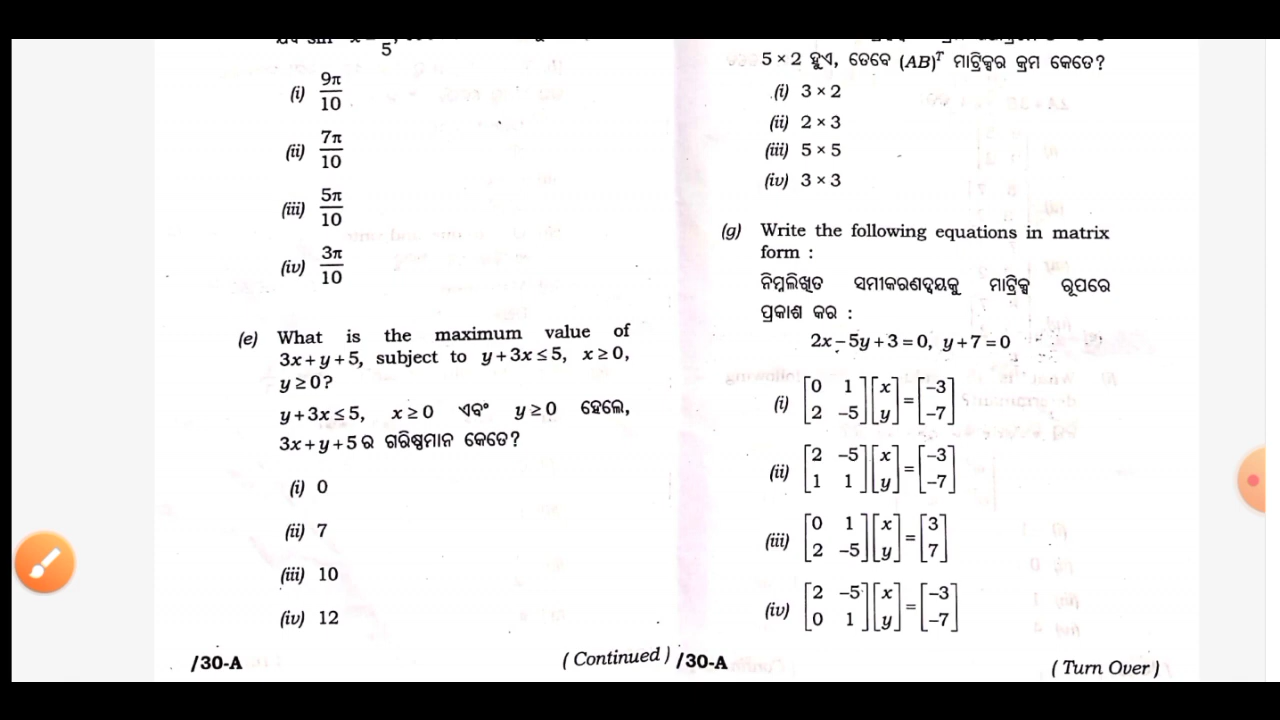 5
(i) 9π/10
(ii) 7π/10
(iii) 5π/10
(iv) 3π/10
(e) What is the maximum value of
3x+y+5, subject to y+3x≤5, x≥0,
y≥0?
y+3x≤5, x≥0 ଏବଂ y≥0 ହେଲେ,
3x+y+5ର ଗରିଷ୍ଠମାନ କେତେ?
(i) 0
(ii) 7
(iii) 10
(iv) 12
/30-A
(Continued)
5×2 ହୁଏ, ତେବେ (AB)ᵀ ମାଟ୍ରିକ୍ସର କ୍ରମ କେତେ?
(i) 3×2
(ii) 2×3
(iii) 5×5
(iv) 3×3
(g) Write the following equations in matrix
form :
ନିମ୍ନଲିଖିତ ସମୀକରଣଦ୍ୱୟକୁ ମାଟ୍ରିକ୍ସ ରୂପରେ
ପ୍ରକାଶ କର :
2x−5y+3=0, y+7=0
(i) [0 1; 2 −5][x; y]=[−3; −7]
(ii) [2 −5; 1 1][x; y]=[−3; −7]
(iii) [0 1; 2 −5][x; y]=[3; 7]
(iv) [2 −5; 0 1][x; y]=[−3; −7]
/30-A
(Turn Over)